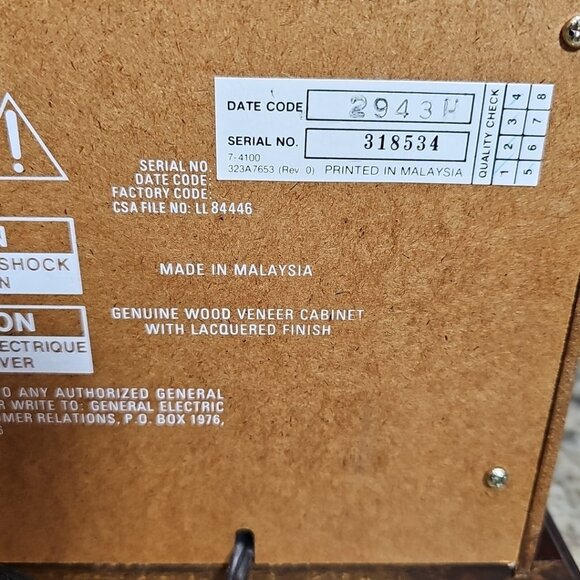 DATE CODE 2943H
SERIAL NO. 318534
7-4100
323A7653 (Rev 0) PRINTED IN MALAYSIA
QUALITY CHECK
1 2 3 4
5 6 7 8
!
SERIAL NO.
DATE CODE:
FACTORY CODE:
CSA FILE NO: LL 84446
N
SHOCK
N
MADE IN MALAYSIA
ON
ECTRIQUE
VER
GENUINE WOOD VENEER CABINET
WITH LACQUERED FINISH
O ANY AUTHORIZED GENERAL
R WRITE TO: GENERAL ELECTRIC
MER RELATIONS, P.O. BOX 1976,